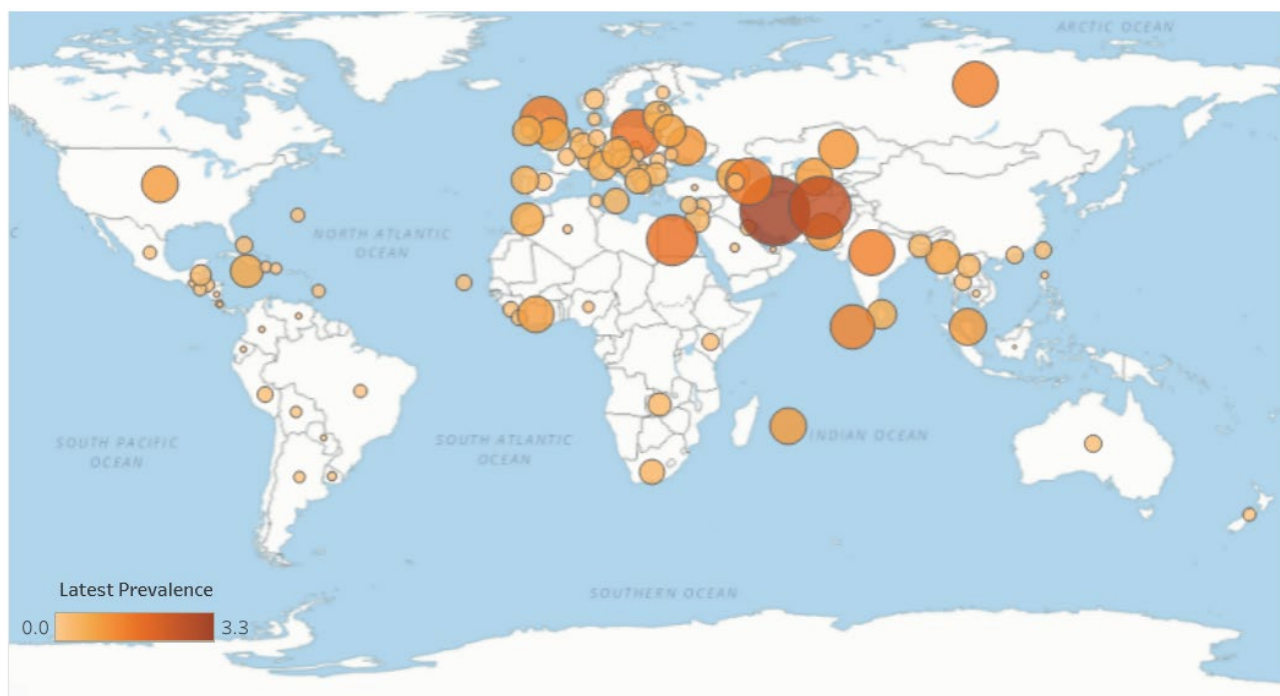 ARCTIC OCEAN
C
NORTH ATLANTIC
OCEAN
SOUTH PACIFIC
OCEAN
SOUTH ATLANTIC
OCEAN
INDIAN OCEAN
SOUTHERN OCEAN
Latest Prevalence
0.0 3.3